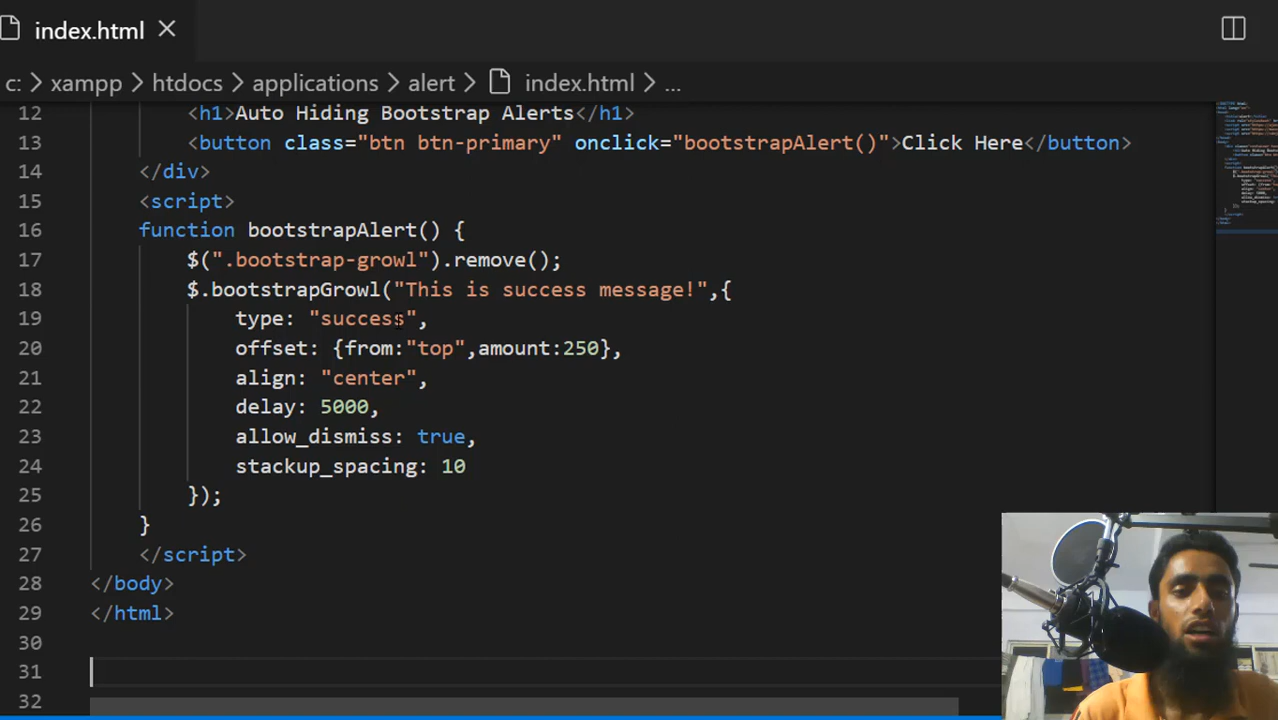 index.html
c: > xampp > htdocs > applications > alert > index.html > ...
12 <h1>Auto Hiding Bootstrap Alerts</h1>
13 <button class="btn btn-primary" onclick="bootstrapAlert()">Click Here</button>
14 </div>
15 <script>
16 function bootstrapAlert() {
17 $(".bootstrap-growl").remove();
18 $.bootstrapGrowl("This is success message!",{
19 type: "success",
20 offset: {from:"top",amount:250},
21 align: "center",
22 delay: 5000,
23 allow_dismiss: true,
24 stackup_spacing: 10
25 });
26 }
27 </script>
28 </body>
29 </html>
30
31
32